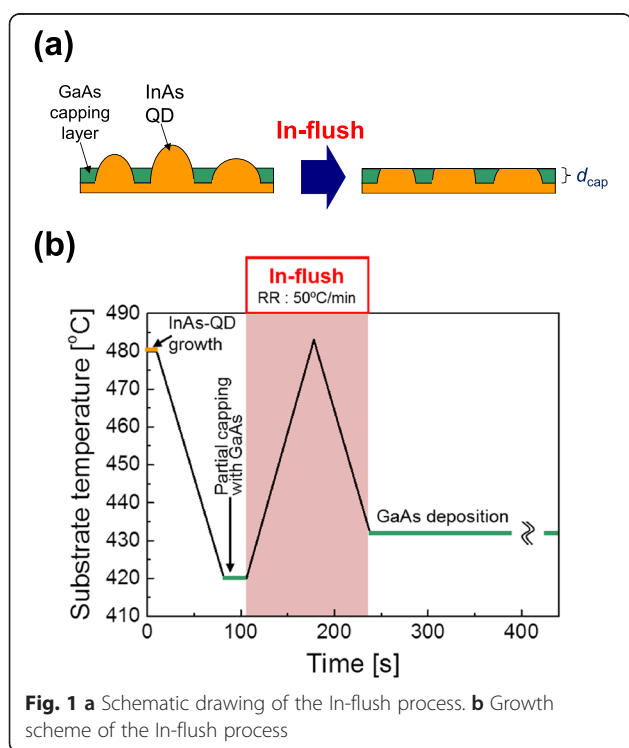 (a)
GaAs
capping
layer
InAs
QD
In-flush
d_cap
(b)
In-flush
RR : 50ºC/min
Substrate temperature [°C]
490
480
470
460
450
440
430
420
410
InAs-QD
growth
Partial capping
with GaAs
GaAs deposition
0
100
200
300
400
Time [s]
Fig. 1 a Schematic drawing of the In-flush process. b Growth
scheme of the In-flush process